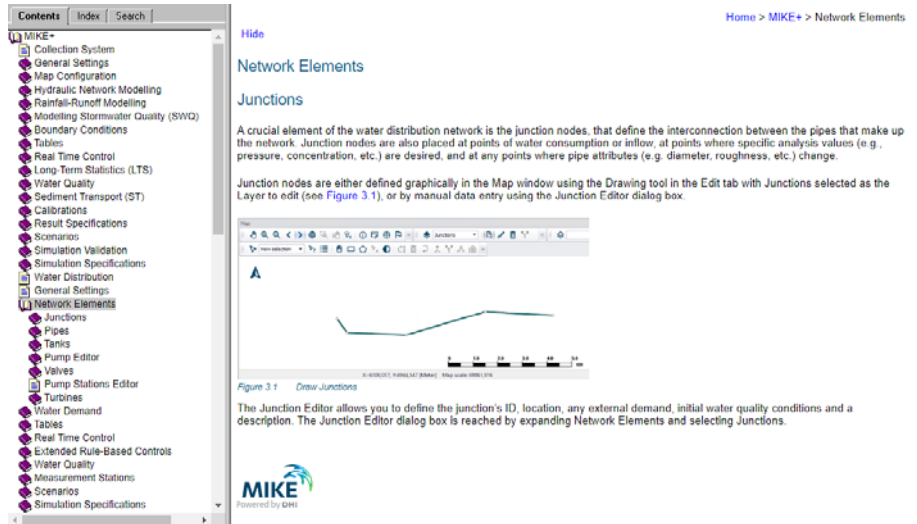 Contents Index Search
MIKE+
Collection System
General Settings
Map Configuration
Hydraulic Network Modelling
Rainfall-Runoff Modelling
Modelling Stormwater Quality (SWQ)
Boundary Conditions
Tables
Real Time Control
Long-Term Statistics (LTS)
Water Quality
Sediment Transport (ST)
Calibrations
Result Specifications
Scenarios
Simulation Validation
Simulation Specifications
Water Distribution
General Settings
Network Elements
Junctions
Pipes
Tanks
Pump Editor
Valves
Pump Stations Editor
Turbines
Water Demand
Tables
Real Time Control
Extended Rule-Based Controls
Water Quality
Measurement Stations
Scenarios
Simulation Specifications
Home > MIKE+ > Network Elements
Hide
Network Elements
Junctions
A crucial element of the water distribution network is the junction nodes, that define the interconnection between the pipes that make up
the network. Junction nodes are also placed at points of water consumption or inflow, at points where specific analysis values (e.g.,
pressure, concentration, etc.) are desired, and at any points where pipe attributes (e.g. diameter, roughness, etc.) change.
Junction nodes are either defined graphically in the Map window using the Drawing tool in the Edit tab with Junctions selected as the
Layer to edit (see Figure 3.1), or by manual data entry using the Junction Editor dialog box.
Junctions
Figure 3.1 Draw Junctions
The Junction Editor allows you to define the junction's ID, location, any external demand, initial water quality conditions and a
description. The Junction Editor dialog box is reached by expanding Network Elements and selecting Junctions.
MIKE
Powered by DHI